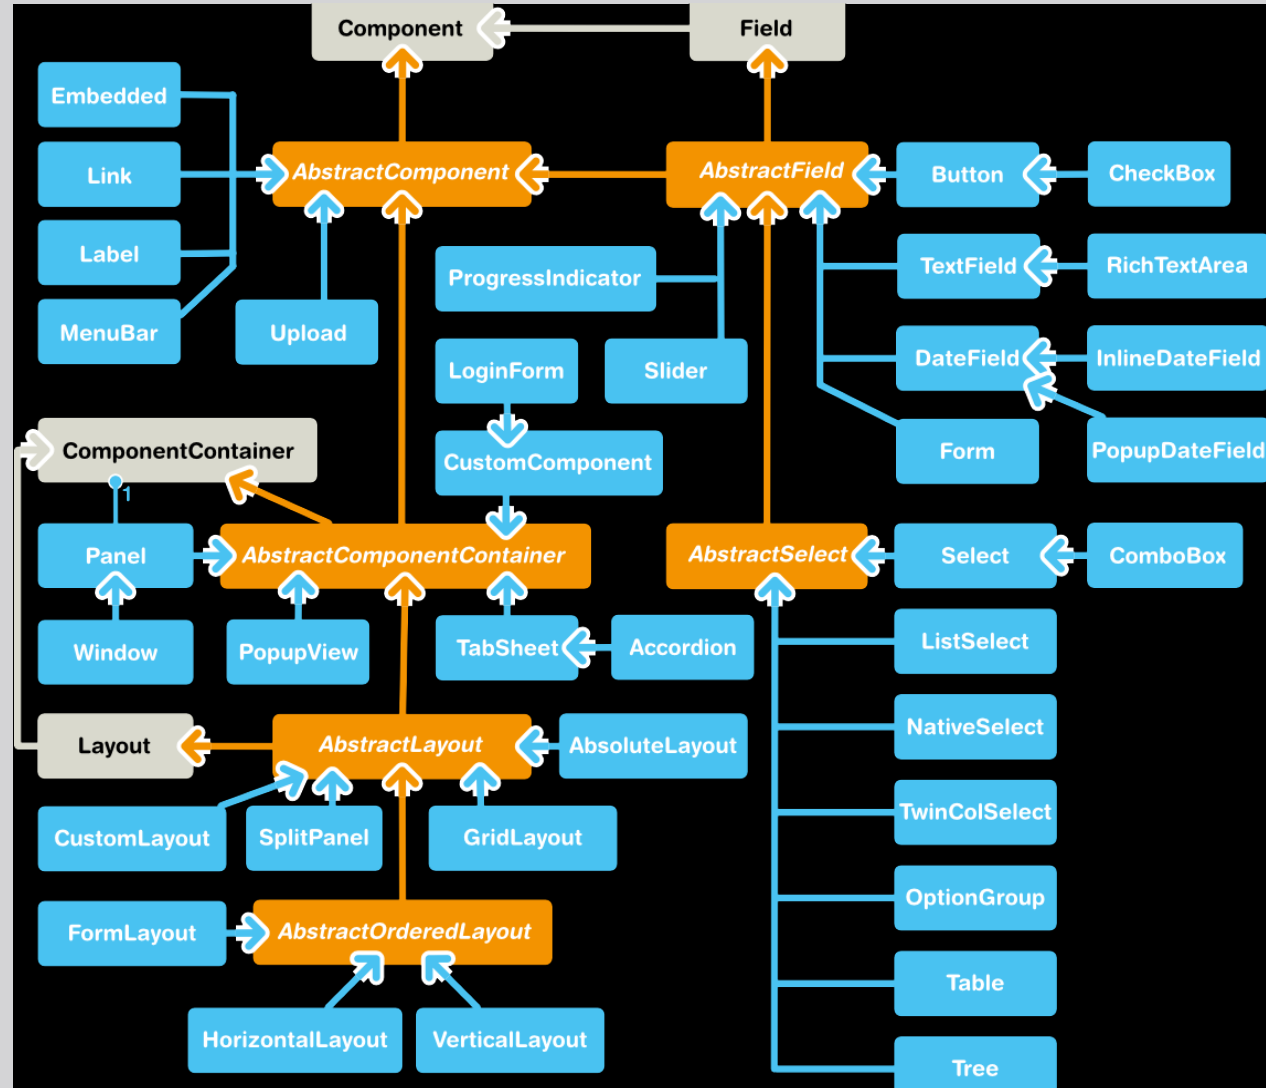 Component
Field
Embedded
AbstractComponent
AbstractField
Button
CheckBox
Link
Label
ProgressIndicator
TextField
RichTextArea
MenuBar
Upload
LoginForm
Slider
DateField
InlineDateField
ComponentContainer
CustomComponent
Form
PopupDateField
1
Panel
AbstractComponentContainer
AbstractSelect
Select
ComboBox
Window
PopupView
TabSheet
Accordion
ListSelect
Layout
AbstractLayout
AbsoluteLayout
NativeSelect
CustomLayout
SplitPanel
GridLayout
TwinColSelect
OptionGroup
FormLayout
AbstractOrderedLayout
Table
HorizontalLayout
VerticalLayout
Tree